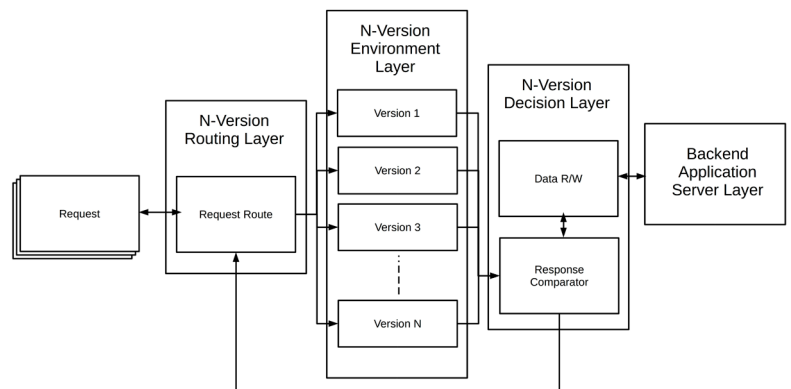 Request
N-Version
Routing Layer
Request Route
N-Version
Environment
Layer
Version 1
Version 2
Version 3
Version N
N-Version
Decision Layer
Data R/W
Response
Comparator
Backend
Application
Server Layer